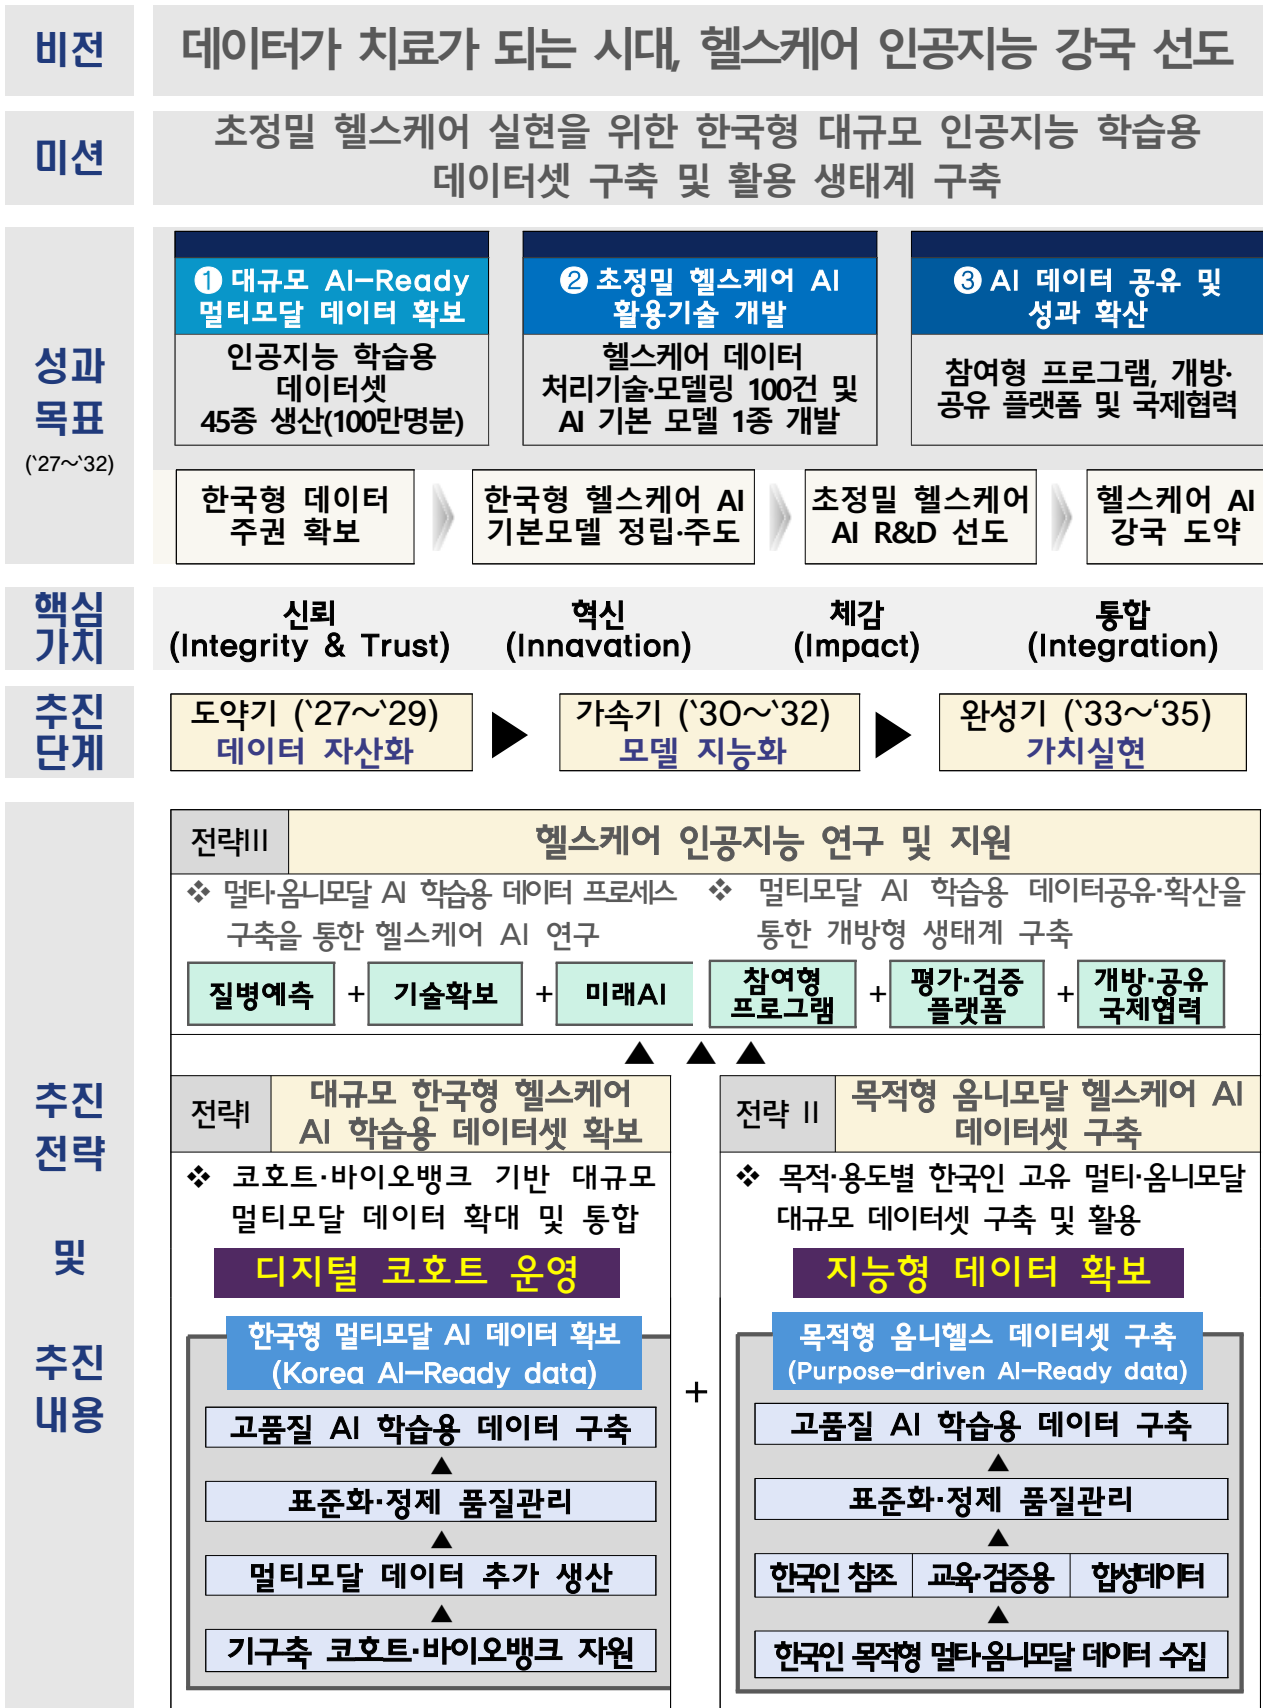 비전
데이터가 치료가 되는 시대, 헬스케어 인공지능 강국 선도
미션
초정밀 헬스케어 실현을 위한 한국형 대규모 인공지능 학습용
데이터셋 구축 및 활용 생태계 구축
성과
목표
(`27～`32)
❶ 대규모 AI-Ready
멀티모달 데이터 확보
인공지능 학습용
데이터셋
45종 생산(100만명분)
❷ 초정밀 헬스케어 AI
활용기술 개발
헬스케어 데이터
처리기술·모델링 100건 및
AI 기본 모델 1종 개발
❸ AI 데이터 공유 및
성과 확산
참여형 프로그램, 개방·
공유 플랫폼 및 국제협력
한국형 데이터
주권 확보
한국형 헬스케어 AI
기본모델 정립·주도
초정밀 헬스케어
AI R&D 선도
헬스케어 AI
강국 도약
핵심
가치
신뢰
(Integrity & Trust)
혁신
(Innavation)
체감
(Impact)
통합
(Integration)
추진
단계
도약기 (`27～`29)
데이터 자산화
▶
가속기 (`30～`32)
모델 지능화
▶
완성기 (`33～‘35)
가치실현
추진
전략
및
추진
내용
전략III
헬스케어 인공지능 연구 및 지원
❖ 멀티·옴니모달 AI 학습용 데이터 프로세스
구축을 통한 헬스케어 AI 연구
질병예측 + 기술확보 + 미래AI
❖ 멀티모달 AI 학습용 데이터공유·확산을
통한 개방형 생태계 구축
참여형
프로그램
+
평가·검증
플랫폼
+
개방·공유
국제협력
▲ ▲ ▲
전략I
대규모 한국형 헬스케어
AI 학습용 데이터셋 확보
❖ 코호트·바이오뱅크 기반 대규모
멀티모달 데이터 확대 및 통합
디지털 코호트 운영
한국형 멀티모달 AI 데이터 확보
(Korea AI-Ready data)
고품질 AI 학습용 데이터 구축
▲
표준화·정제 품질관리
▲
멀티모달 데이터 추가 생산
▲
기구축 코호트·바이오뱅크 자원
+
전략 II
목적형 옴니모달 헬스케어 AI
데이터셋 구축
❖ 목적·용도별 한국인 고유 멀티·옴니모달
대규모 데이터셋 구축 및 활용
지능형 데이터 확보
목적형 옴니헬스 데이터셋 구축
(Purpose-driven AI-Ready data)
고품질 AI 학습용 데이터 구축
▲
표준화·정제 품질관리
▲
한국인 참조 교육·검증용 합성데이터
▲
한국인 목적형 멀티·옴니모달 데이터 수집